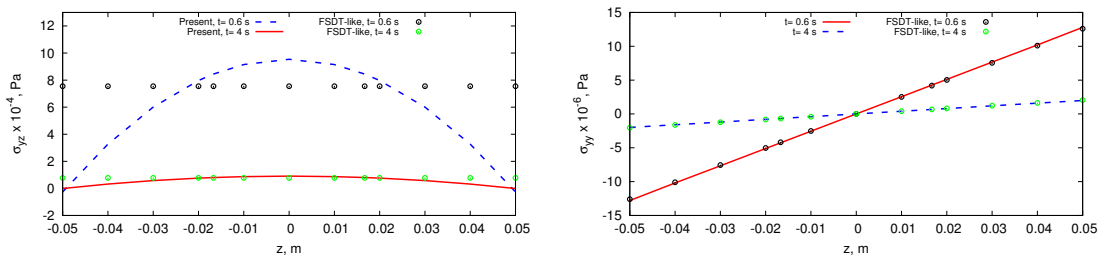 Present, t= 0.6 s
Present, t= 4 s
FSDT-like, t= 0.6 s
FSDT-like, t= 4 s
σyz x 10⁻⁴, Pa
12
10
8
6
4
2
0
-2
-0.05 -0.04 -0.03 -0.02 -0.01 0 0.01 0.02 0.03 0.04 0.05
z, m
t= 0.6 s
t= 4 s
FSDT-like, t= 0.6 s
FSDT-like, t= 4 s
σyy x 10⁻⁶, Pa
15
10
5
0
-5
-10
-15
-0.05 -0.04 -0.03 -0.02 -0.01 0 0.01 0.02 0.03 0.04 0.05
z, m